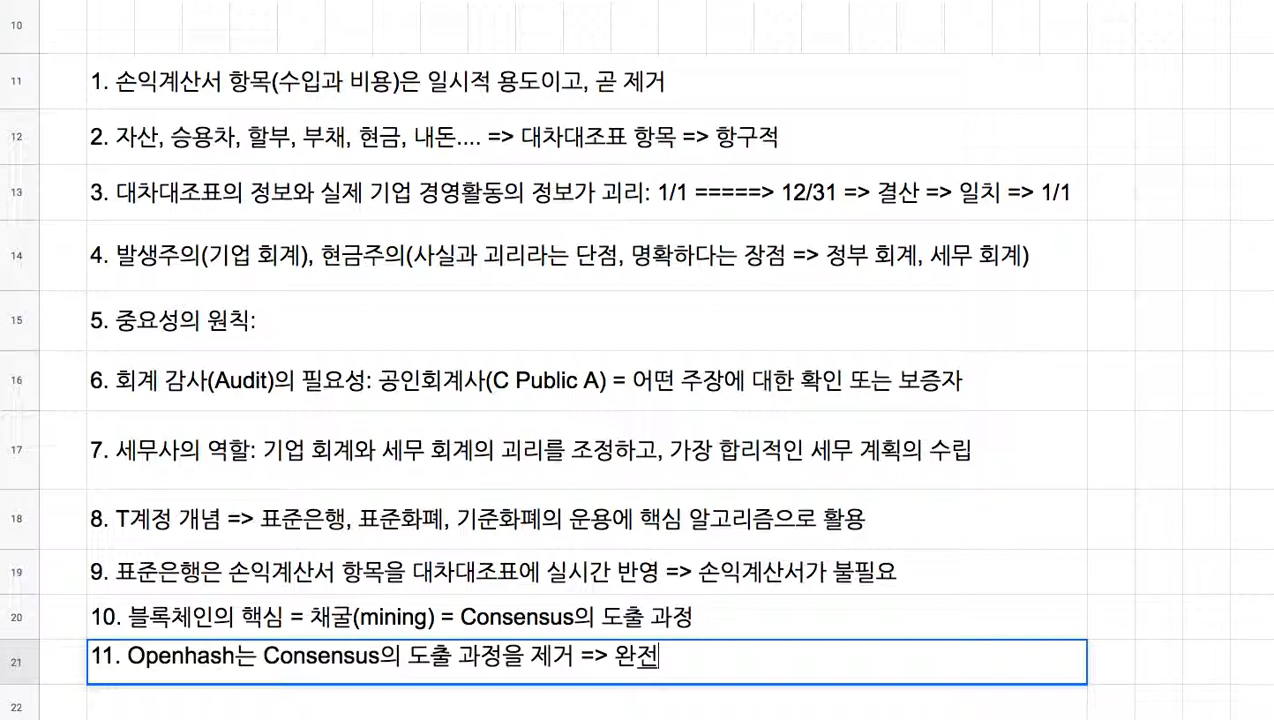 10
11 1. 손익계산서 항목(수입과 비용)은 일시적 용도이고, 곧 제거
12 2. 자산, 승용차, 할부, 부채, 현금, 내돈.... => 대차대조표 항목 => 항구적
13 3. 대차대조표의 정보와 실제 기업 경영활동의 정보가 괴리: 1/1 =====> 12/31 => 결산 => 일치 => 1/1
14 4. 발생주의(기업 회계), 현금주의(사실과 괴리라는 단점, 명확하다는 장점 => 정부 회계, 세무 회계)
15 5. 중요성의 원칙:
16 6. 회계 감사(Audit)의 필요성: 공인회계사(C Public A) = 어떤 주장에 대한 확인 또는 보증자
17 7. 세무사의 역할: 기업 회계와 세무 회계의 괴리를 조정하고, 가장 합리적인 세무 계획의 수립
18 8. T계정 개념 => 표준은행, 표준화폐, 기준화폐의 운용에 핵심 알고리즘으로 활용
19 9. 표준은행은 손익계산서 항목을 대차대조표에 실시간 반영 => 손익계산서가 불필요
20 10. 블록체인의 핵심 = 채굴(mining) = Consensus의 도출 과정
21 11. Openhash는 Consensus의 도출 과정을 제거 => 완전
22